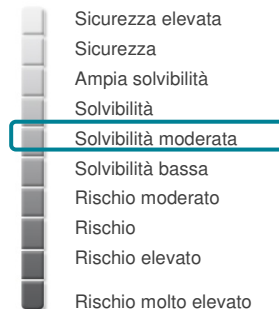 Sicurezza elevata
Sicurezza
Ampia solvibilità
Solvibilità
Solvibilità moderata
Solvibilità bassa
Rischio moderato
Rischio
Rischio elevato
Rischio molto elevato